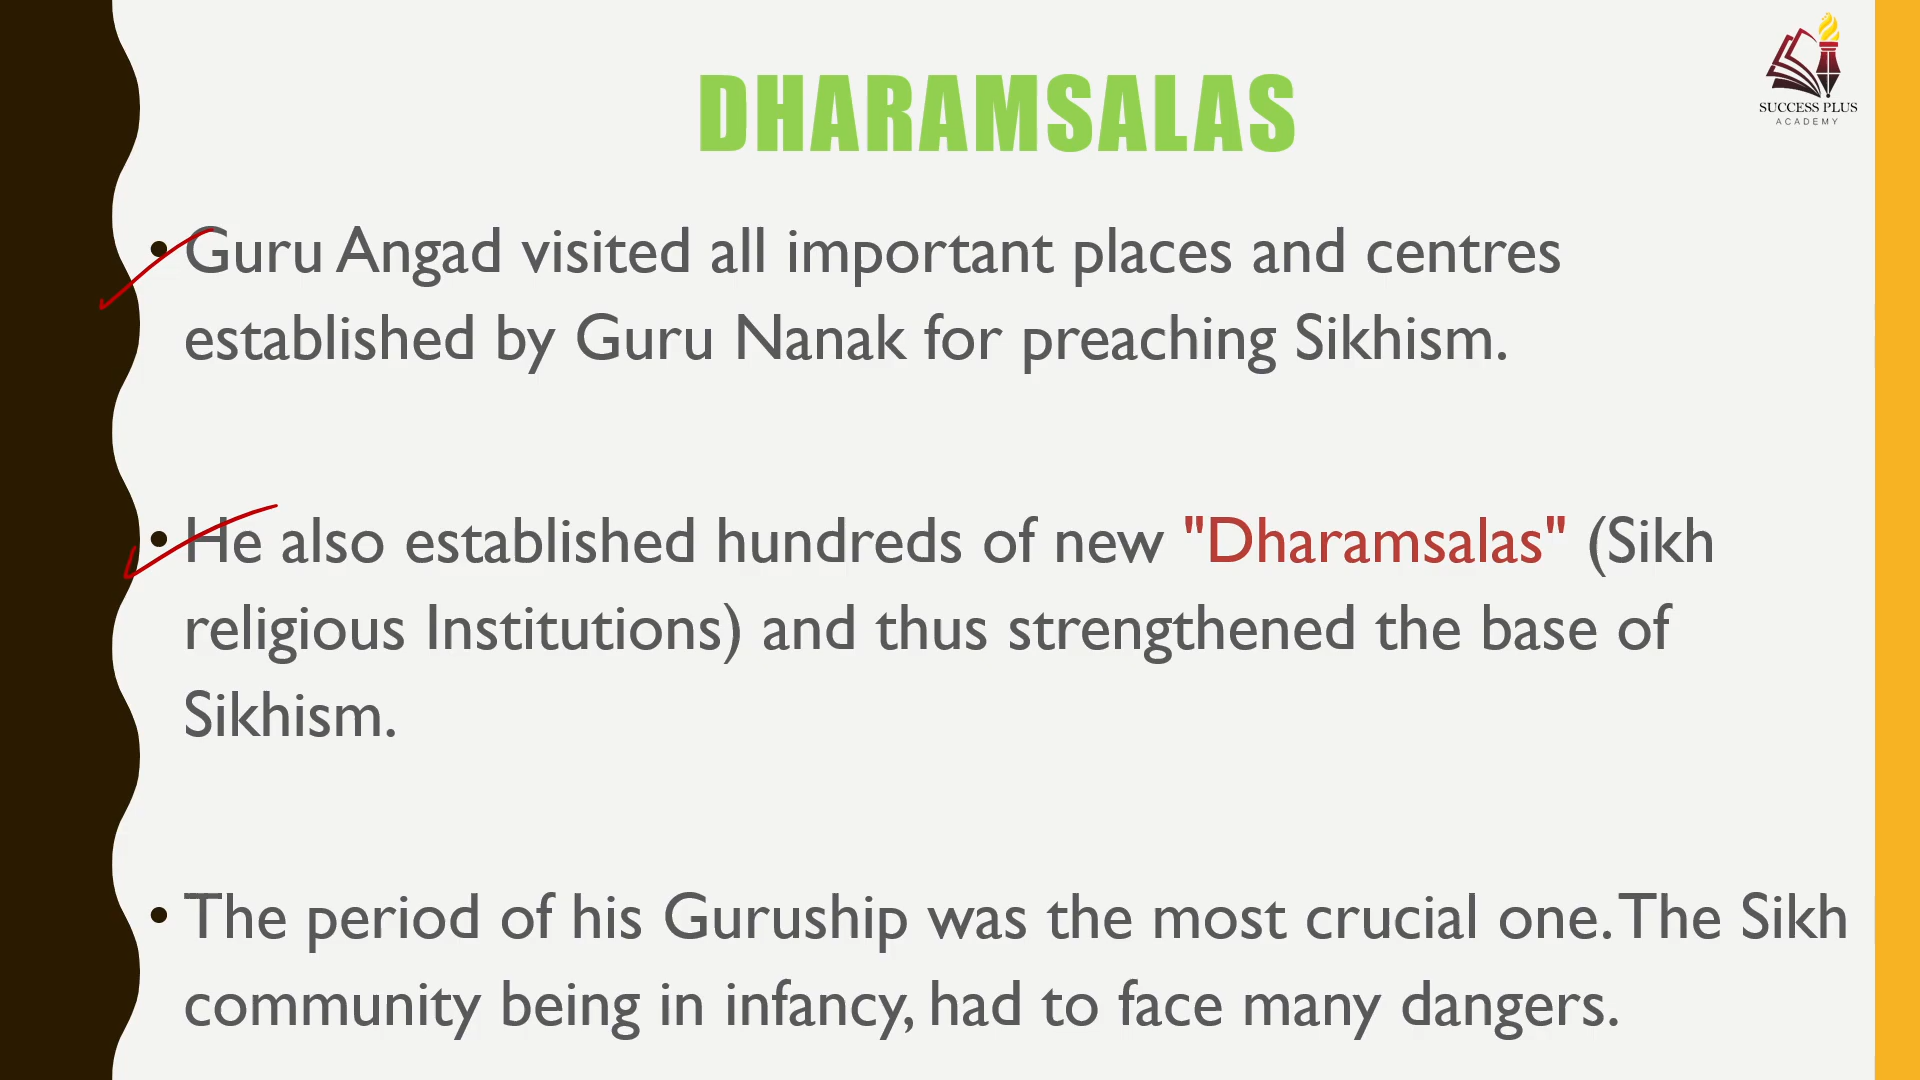 DHARAMSALAS
SUCCESS PLUS
ACADEMY
• Guru Angad visited all important places and centres
established by Guru Nanak for preaching Sikhism.
• He also established hundreds of new "Dharamsalas" (Sikh
religious Institutions) and thus strengthened the base of
Sikhism.
• The period of his Guruship was the most crucial one. The Sikh
community being in infancy, had to face many dangers.